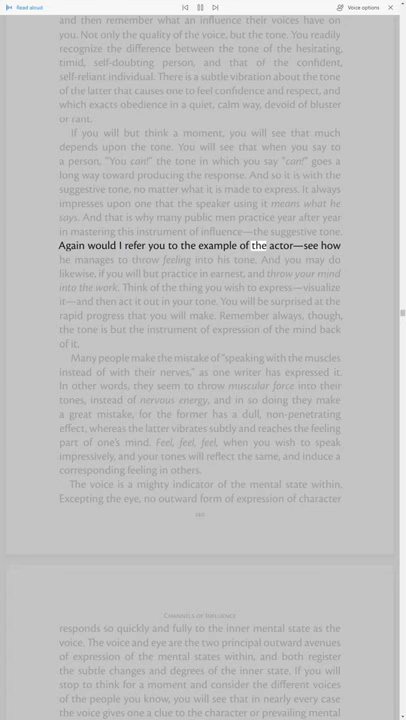 Read aloud
Voice options
and then remember what an influence their voices have on
you. Not only the quality of the voice, but the tone. You readily
recognize the difference between the tone of the hesitating,
timid, self-doubting person, and that of the confident,
self-reliant individual. There is a subtle vibration about the tone
of the latter that causes one to feel confidence and respect, and
which exacts obedience in a quiet, calm way, devoid of bluster
or rant.
If you will but think a moment, you will see that much
depends upon the tone. You will see that when you say to
a person, "You can!" the tone in which you say "can!" goes a
long way toward producing the response. And so it is with the
suggestive tone, no matter what it is made to express. It always
impresses upon one that the speaker using it means what he
says. And that is why many public men practice year after year
in mastering this instrument of influence—the suggestive tone.
Again would I refer you to the example of the actor—see how
he manages to throw feeling into his tone. And you may do
likewise, if you will but practice in earnest, and throw your mind
into the work. Think of the thing you wish to express—visualize
it—and then act it out in your tone. You will be surprised at the
rapid progress that you will make. Remember always, though,
the tone is but the instrument of expression of the mind back
of it.
Many people make the mistake of "speaking with the muscles
instead of with their nerves," as one writer has expressed it.
In other words, they seem to throw muscular force into their
tones, instead of nervous energy, and in so doing they make
a great mistake, for the former has a dull, non-penetrating
effect, whereas the latter vibrates subtly and reaches the feeling
part of one's mind. Feel, feel, feel, when you wish to speak
impressively, and your tones will reflect the same, and induce a
corresponding feeling in others.
The voice is a mighty indicator of the mental state within.
Excepting the eye, no outward form of expression of character
Channels of Influence
responds so quickly and fully to the inner mental state as the
voice. The voice and eye are the two principal outward avenues
of expression of the mental states within, and both register
the subtle changes and degrees of the inner state. If you will
stop to think for a moment and consider the different voices
of the people you know, you will see that in nearly every case
the voice gives one a clue to the character or prevailing mental